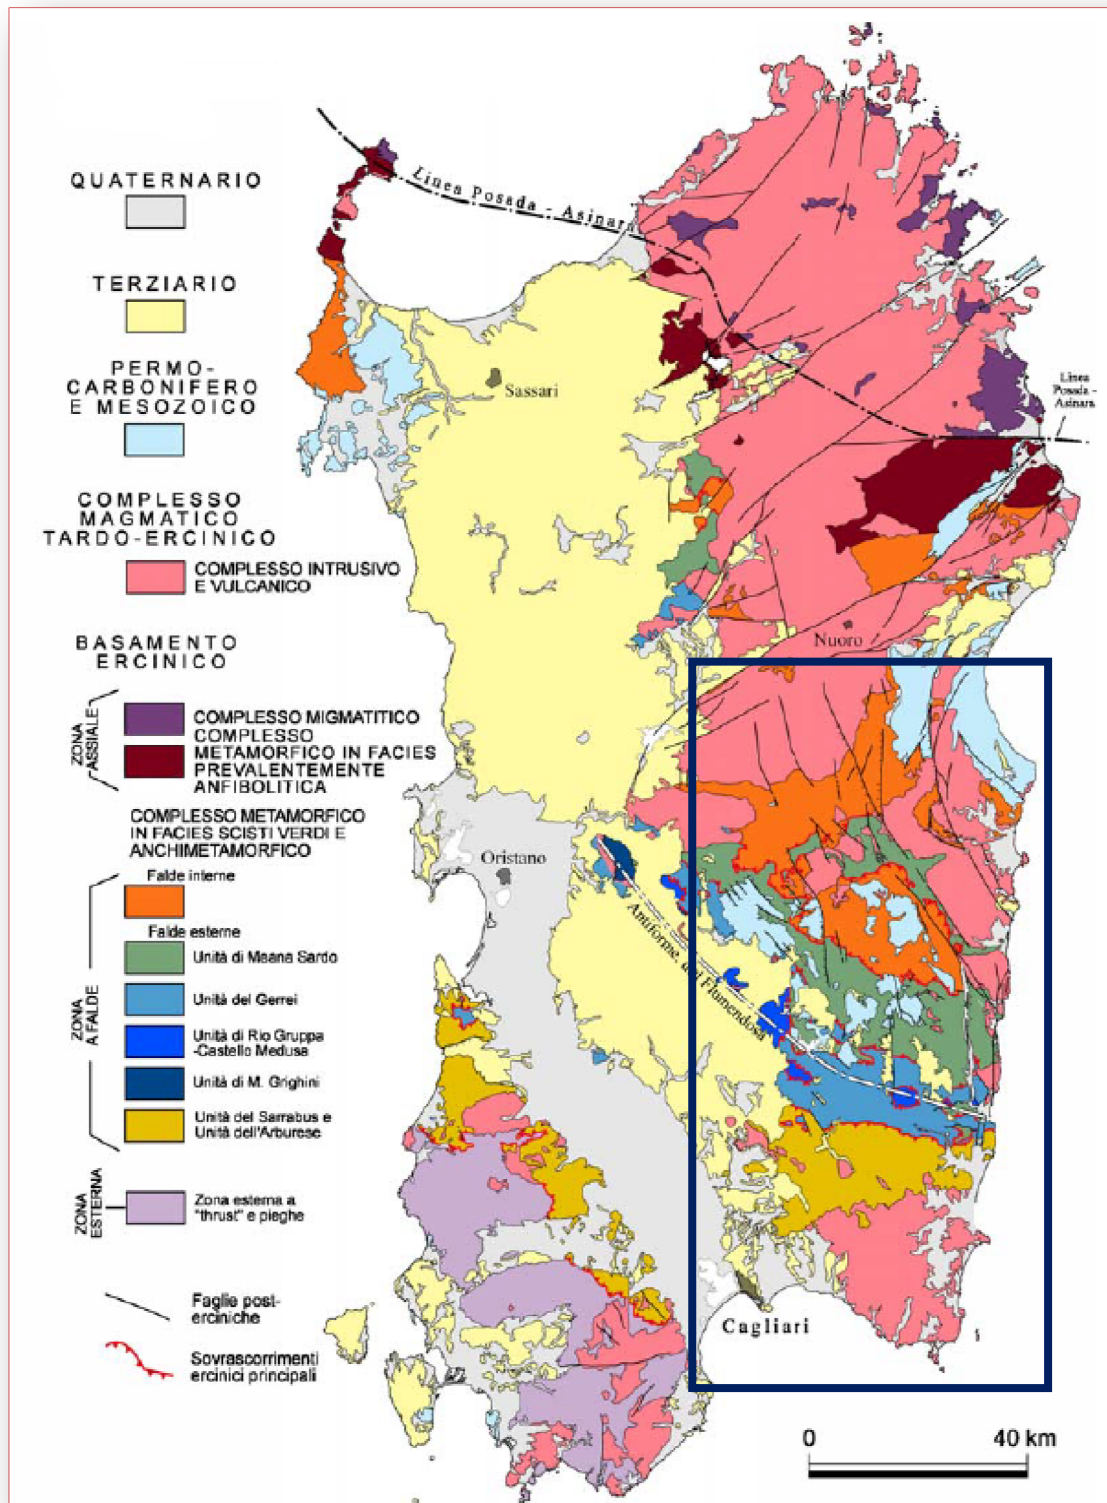 QUATERNARIO
TERZIARIO
PERMO-
CARBONIFERO
E MESOZOICO
COMPLESSO
MAGMATICO
TARDO-ERCINICO
COMPLESSO INTRUSIVO
E VULCANICO
BASAMENTO
ERCINICO
ZONA
ASSIALE
COMPLESSO MIGMATITICO
COMPLESSO
METAMORFICO IN FACIES
PREVALENTEMENTE
ANFIBOLITICA
COMPLESSO METAMORFICO
IN FACIES SCISTI VERDI E
ANCHIMETAMORFICO
ZONA
A FALDE
Falde interne
Falde esterne
Unità di Meana Sardo
Unità del Gerrei
Unità di Rio Gruppa
-Castello Medusa
Unità di M. Grighini
Unità del Sarrabus e
Unità dell'Arburese
ZONA
ESTERNA
Zona esterna a
"thrust" e pieghe
Faglie post-
erciniche
Sovrascorrimenti
ercinici principali
Linea Posada - Asinara
Sassari
Linea
Posada -
Asinara
Nuoro
Oristano
Antiforme del Flumendosa
Cagliari
0 40 km